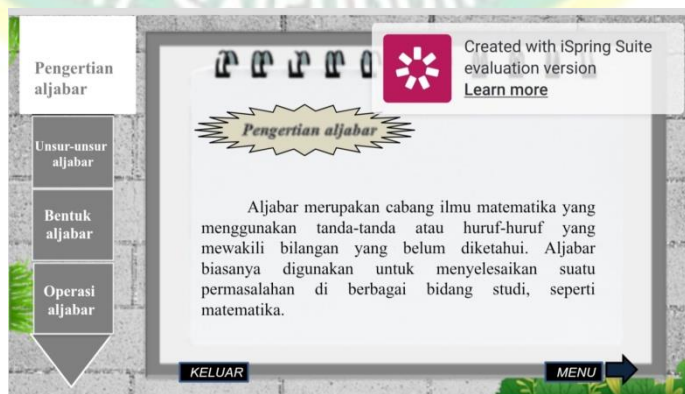 Pengertian
aljabar
Unsur-unsur
aljabar
Bentuk
aljabar
Operasi
aljabar
Created with iSpring Suite
evaluation version
Learn more
Pengertian aljabar
Aljabar merupakan cabang ilmu matematika yang
menggunakan tanda-tanda atau huruf-huruf yang
mewakili bilangan yang belum diketahui. Aljabar
biasanya digunakan untuk menyelesaikan suatu
permasalahan di berbagai bidang studi, seperti
matematika.
KELUAR
MENU